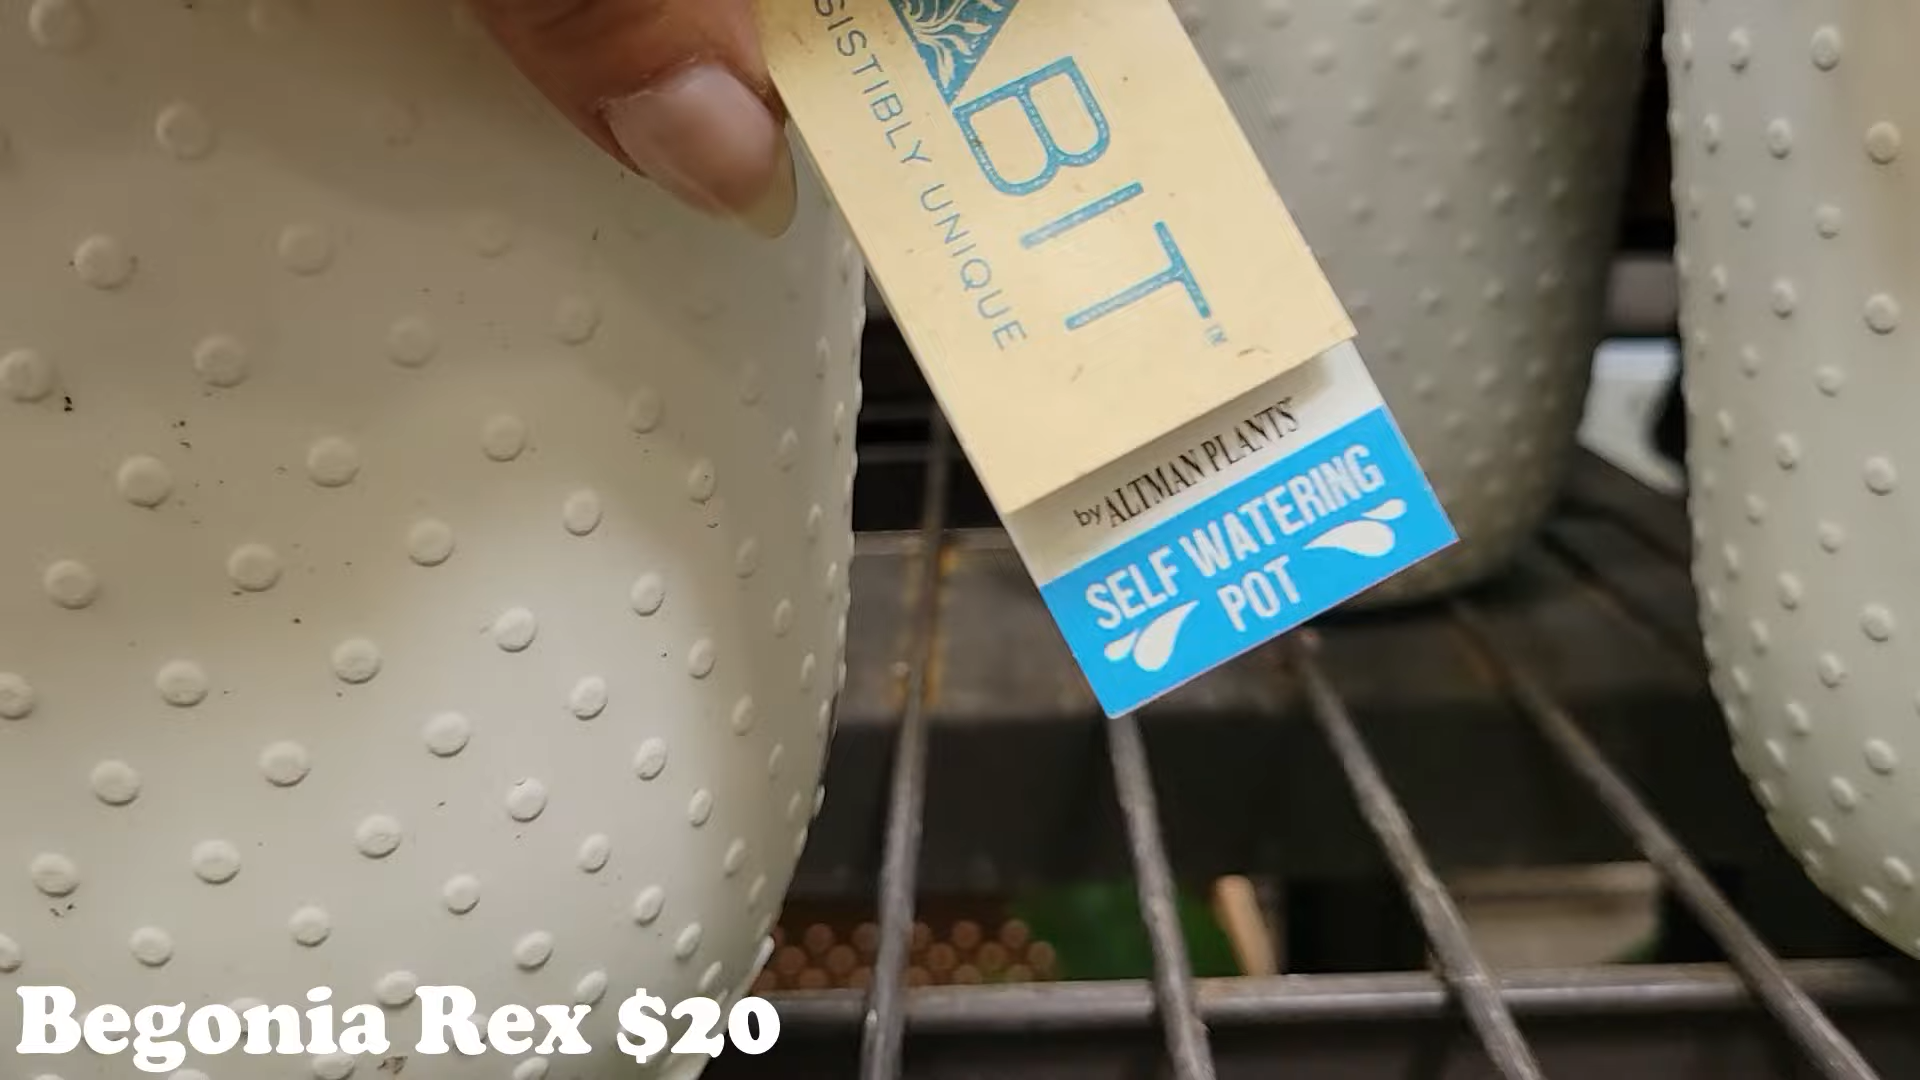 BIT
SISTIBLY UNIQUE
by ALTMAN PLANTS
SELF WATERING
POT
Begonia Rex $20